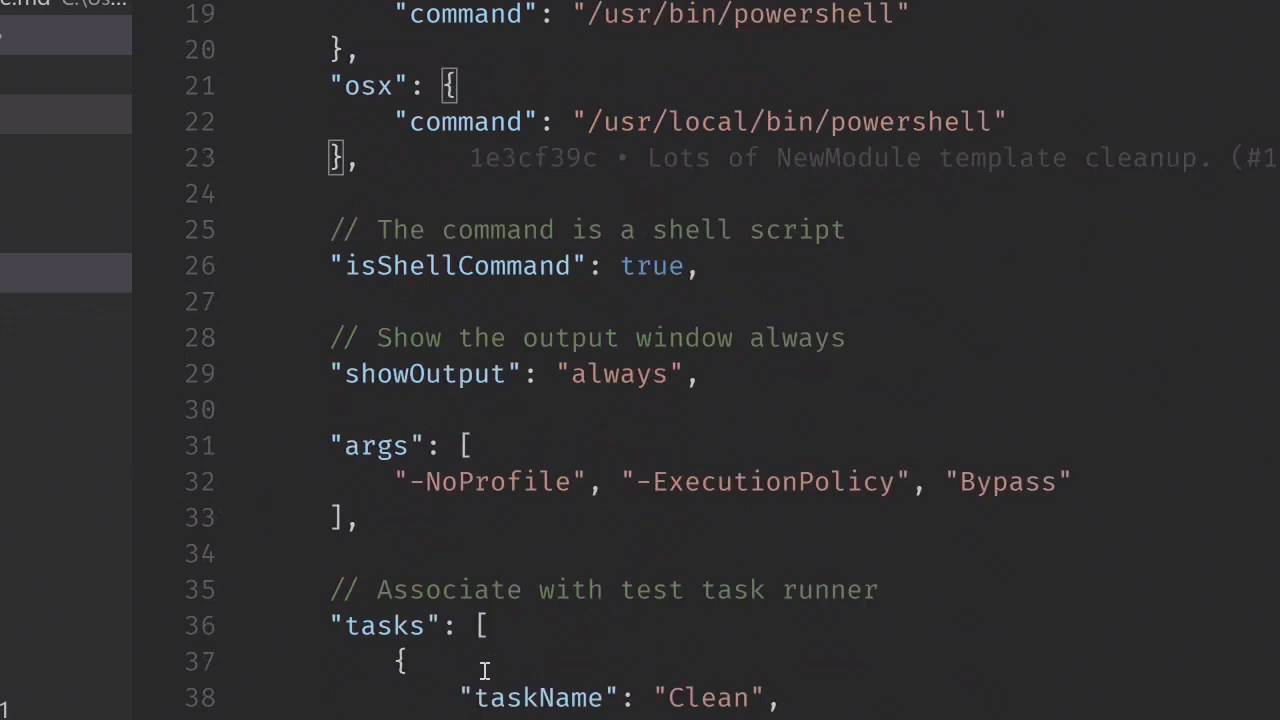 c.md C:\os...
19 "command": "/usr/bin/powershell"
20 },
21 "osx": {
22 "command": "/usr/local/bin/powershell"
23 }, 1e3cf39c • Lots of NewModule template cleanup. (#1
24
25 // The command is a shell script
26 "isShellCommand": true,
27
28 // Show the output window always
29 "showOutput": "always",
30
31 "args": [
32 "-NoProfile", "-ExecutionPolicy", "Bypass"
33 ],
34
35 // Associate with test task runner
36 "tasks": [
37 {
38 "taskName": "Clean",
1